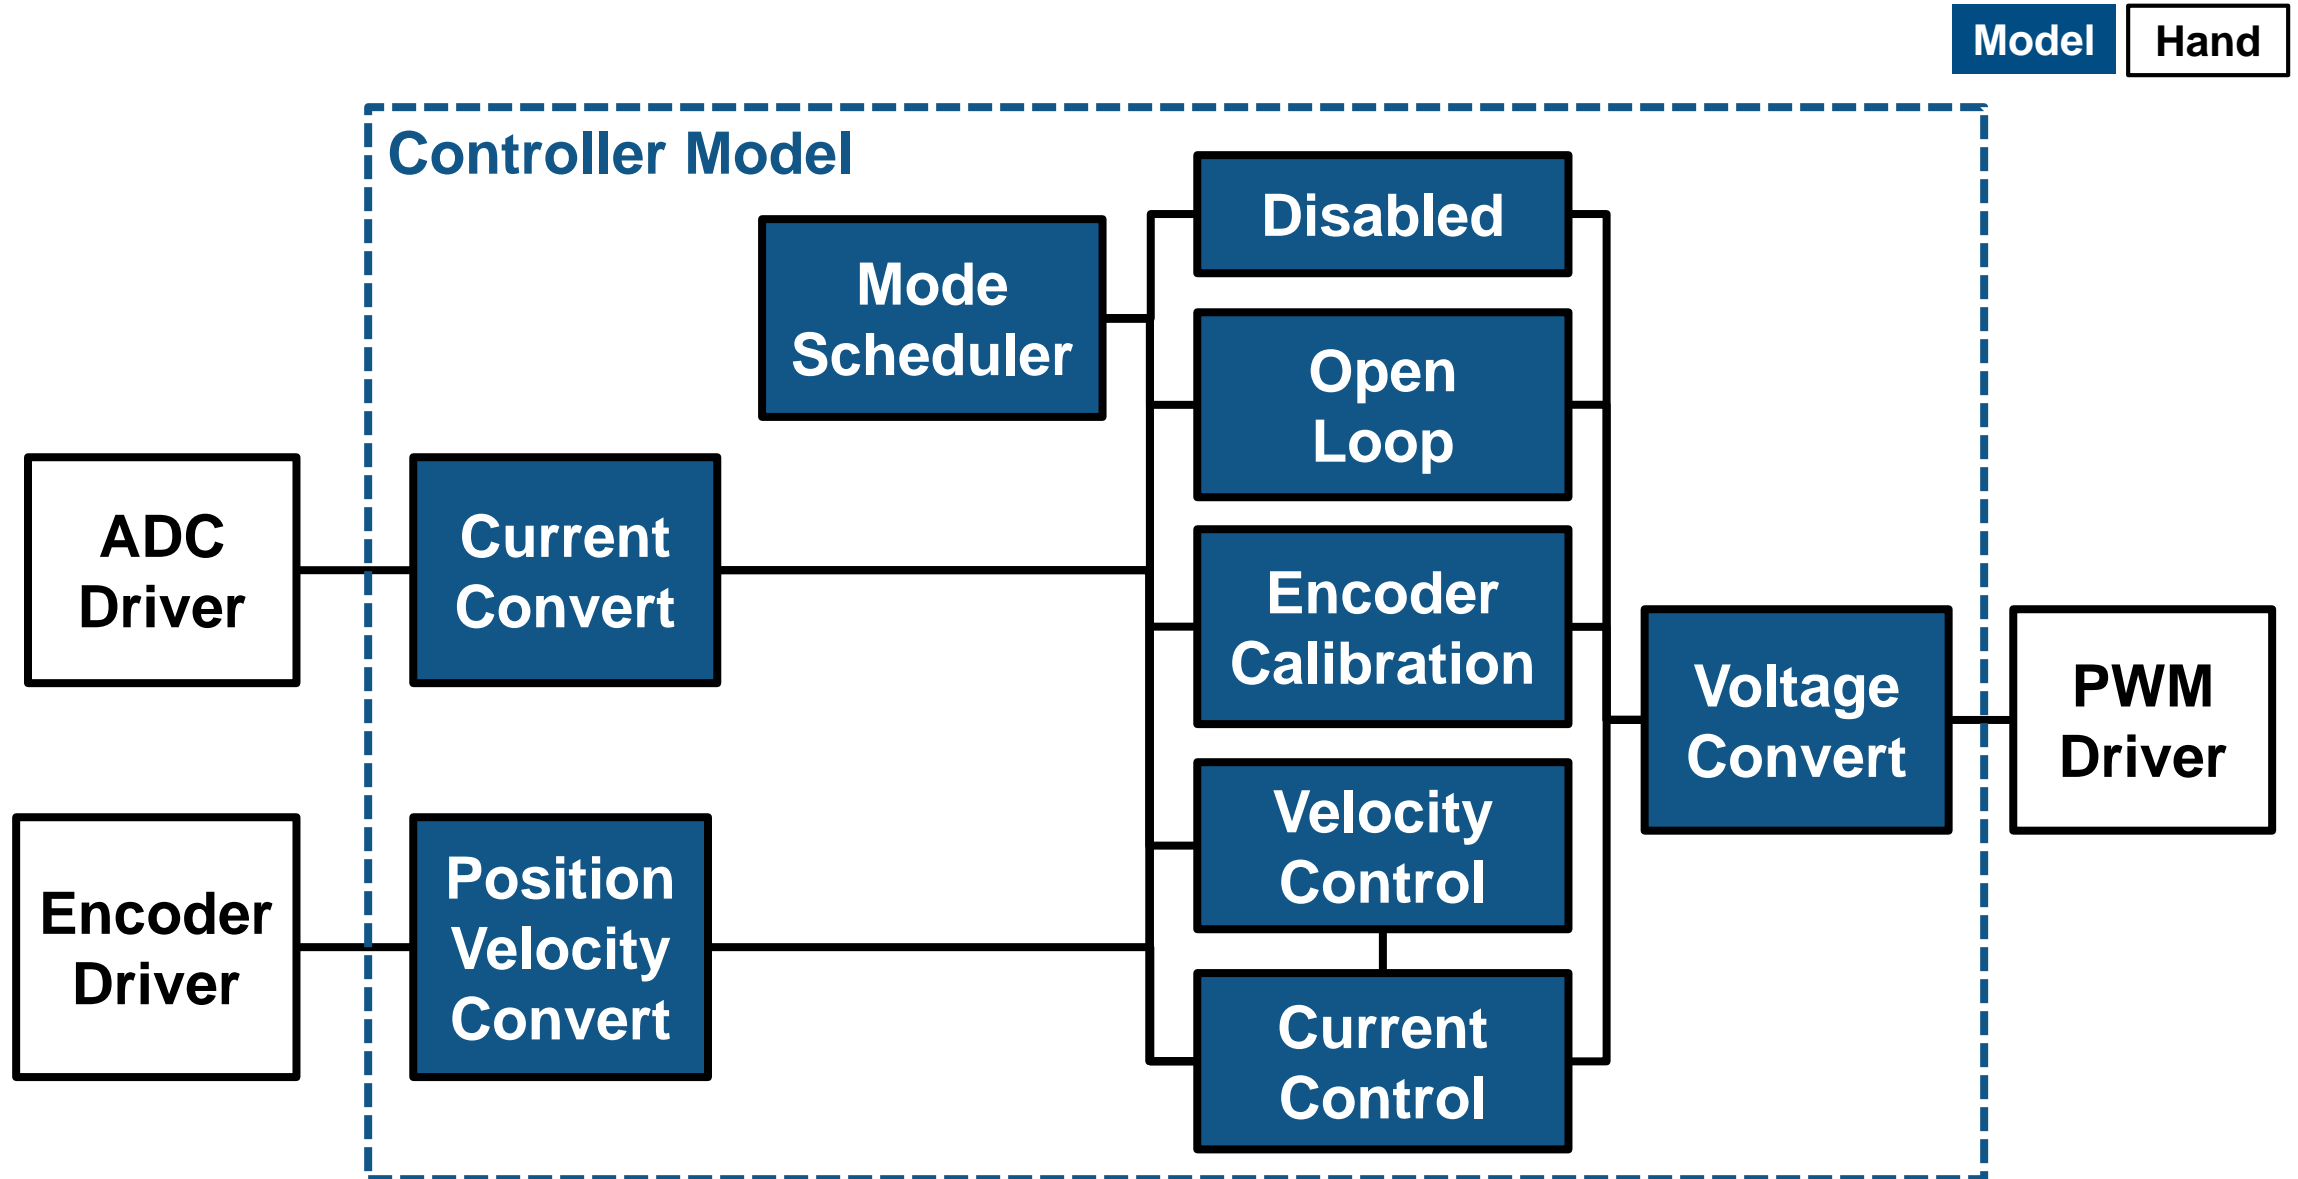 Model
Hand
Controller Model
Disabled
Mode
Scheduler
Open
Loop
ADC
Driver
Current
Convert
Encoder
Calibration
Voltage
Convert
PWM
Driver
Velocity
Control
Encoder
Driver
Position
Velocity
Convert
Current
Control